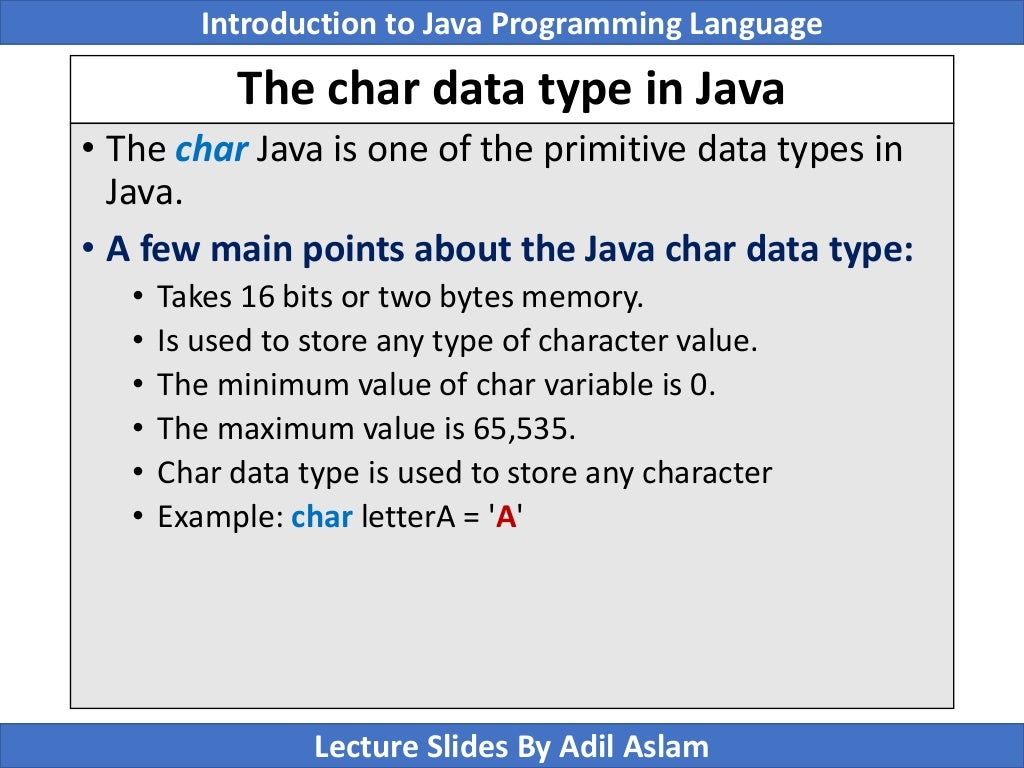 Introduction to Java Programming Language
The char data type in Java
• The char Java is one of the primitive data types in
Java.
• A few main points about the Java char data type:
• Takes 16 bits or two bytes memory.
• Is used to store any type of character value.
• The minimum value of char variable is 0.
• The maximum value is 65,535.
• Char data type is used to store any character
• Example: char letterA = 'A'
Lecture Slides By Adil Aslam